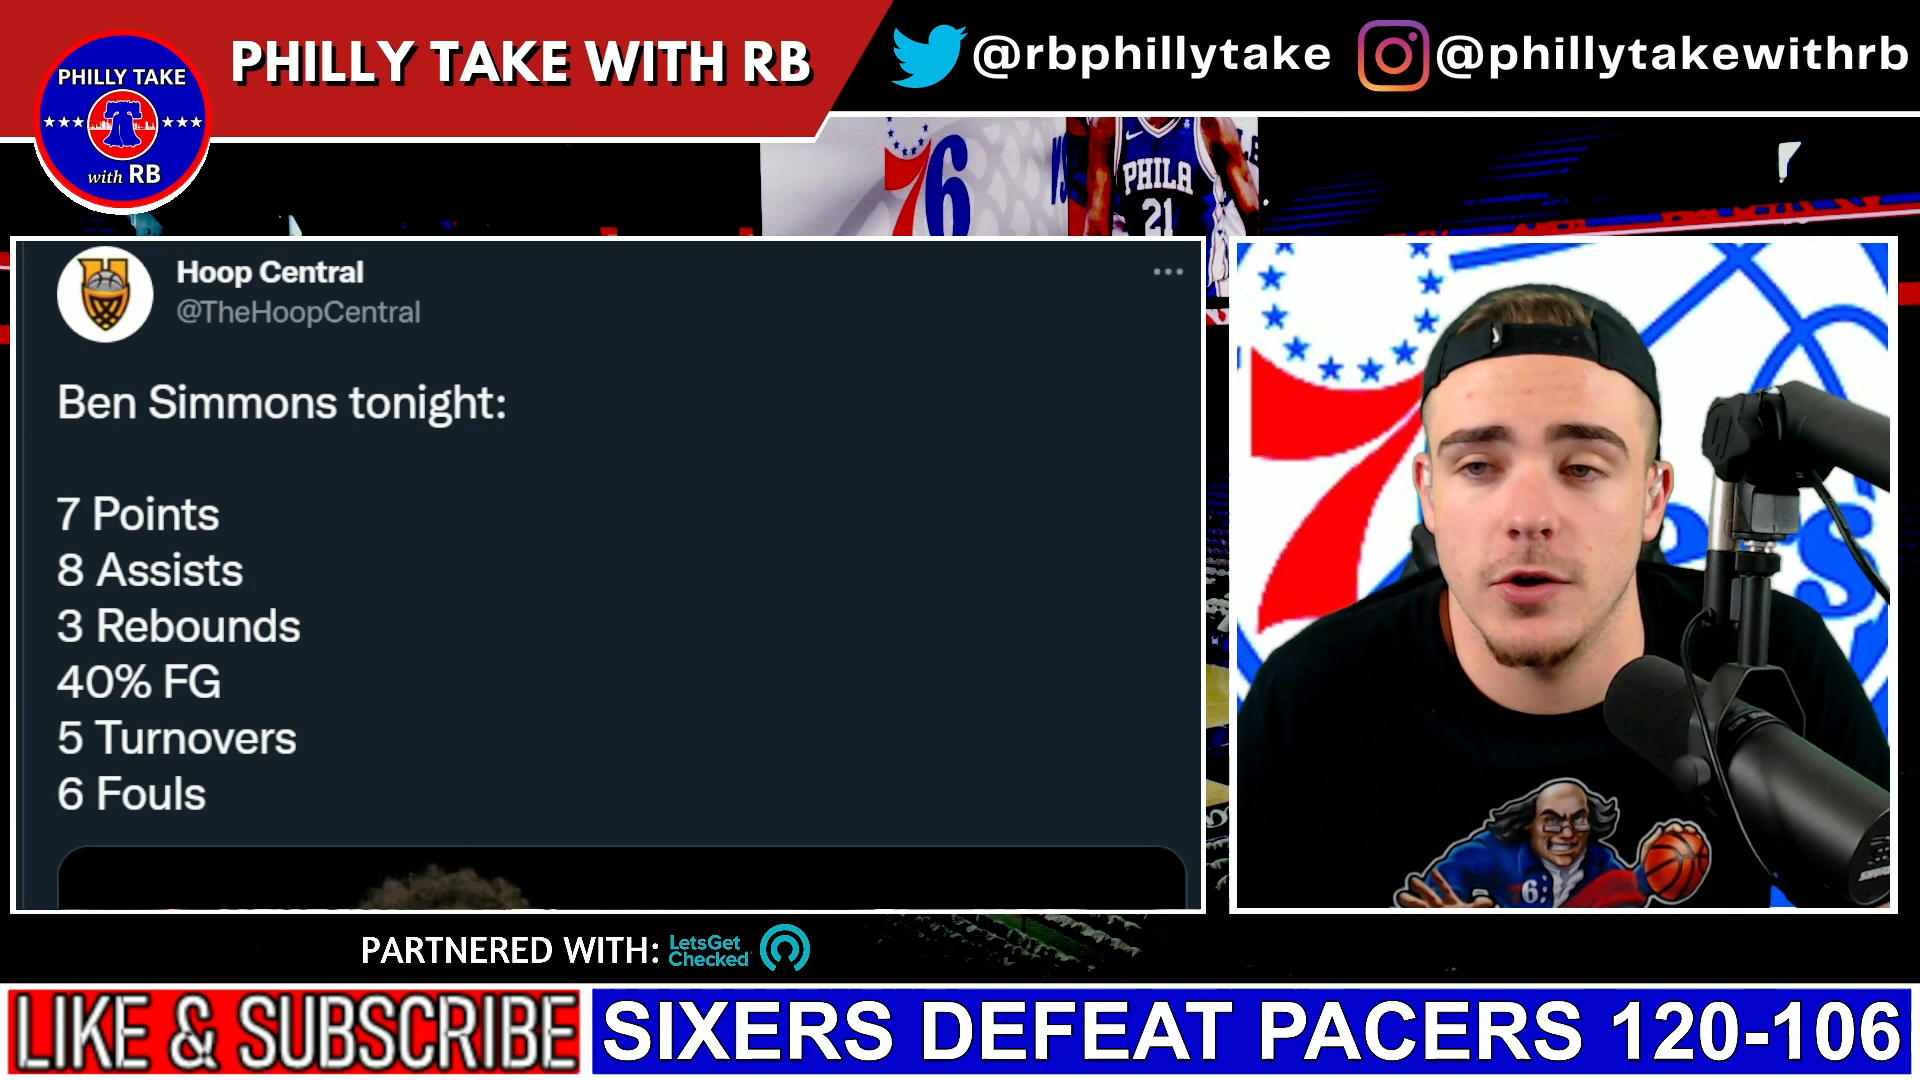 PHILLY TAKE
with RB
PHILLY TAKE WITH RB
@rbphillytake
@phillytakewithrb
76
PHILA
21
Hoop Central
@TheHoopCentral
Ben Simmons tonight:
7 Points
8 Assists
3 Rebounds
40% FG
5 Turnovers
6 Fouls
76
PARTNERED WITH:
LetsGet
Checked
LIKE & SUBSCRIBE
SIXERS DEFEAT PACERS 120-106